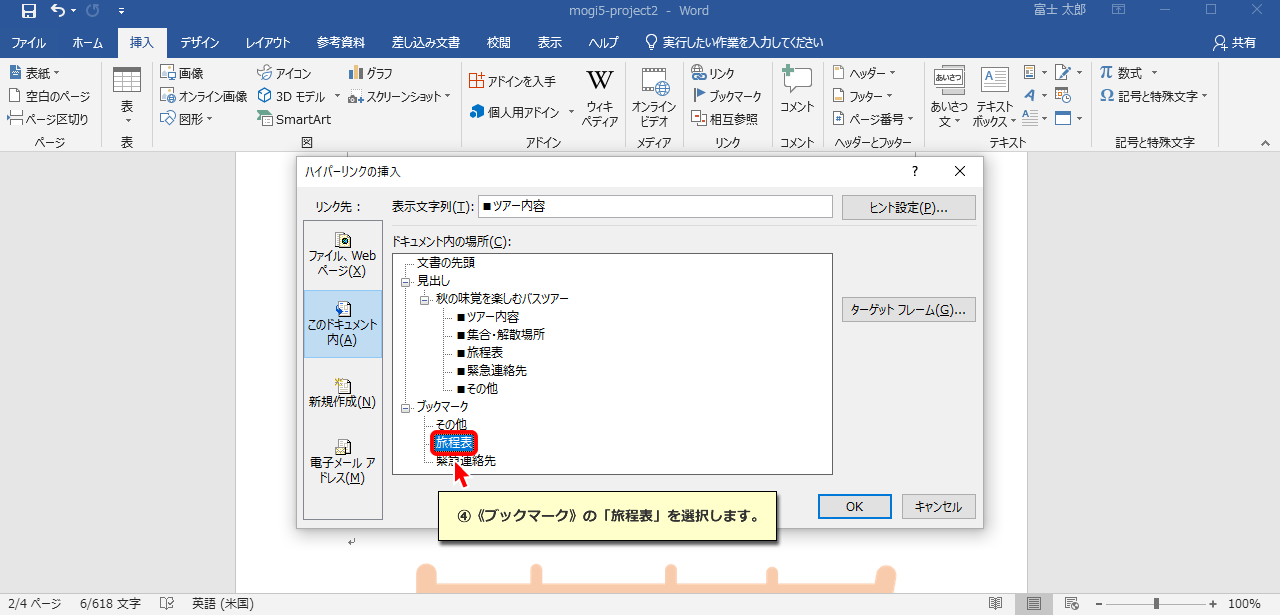 mogi5-project2 - Word
富士 太郎
ファイル ホーム 挿入 デザイン レイアウト 参考資料 差し込み文書 校閲 表示 ヘルプ 実行したい作業を入力してください 共有
表紙
空白のページ
ページ区切り
ページ
表
表
画像
オンライン画像
図形
アイコン
3D モデル
SmartArt
グラフ
スクリーンショット
図
アドインを入手
個人用アドイン
W
ウィキ
ペディア
アドイン
オンライン
ビデオ
メディア
リンク
ブックマーク
相互参照
リンク
コメント
コメント
ヘッダー
フッター
ページ番号
ヘッダーとフッター
あいさつ
あいさつ
文
テキスト
ボックス
テキスト
π 数式
Ω 記号と特殊文字
記号と特殊文字
ハイパーリンクの挿入
リンク先：
表示文字列(T): ■ツアー内容
ヒント設定(P)...
ファイル、Web
ページ(X)
このドキュメント
内(A)
新規作成(N)
電子メール ア
ドレス(M)
ドキュメント内の場所(C):
文書の先頭
見出し
秋の味覚を楽しむバスツアー
■ツアー内容
■集合・解散場所
■旅程表
■緊急連絡先
■その他
ブックマーク
その他
旅程表
緊急連絡先
ターゲット フレーム(G)...
④《ブックマーク》の「旅程表」を選択します。
OK
キャンセル
2/4 ページ 6/618 文字 英語 (米国) 100%